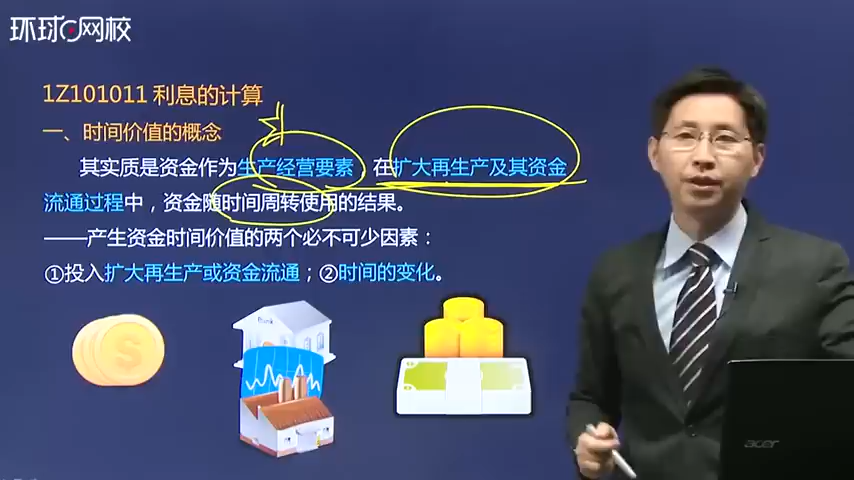 环球网校
1Z101011 利息的计算
一、时间价值的概念
其实质是资金作为生产经营要素，在扩大再生产及其资金
流通过程中，资金随时间周转使用的结果。
——产生资金时间价值的两个必不可少因素：
①投入扩大再生产或资金流通；②时间的变化。
acer